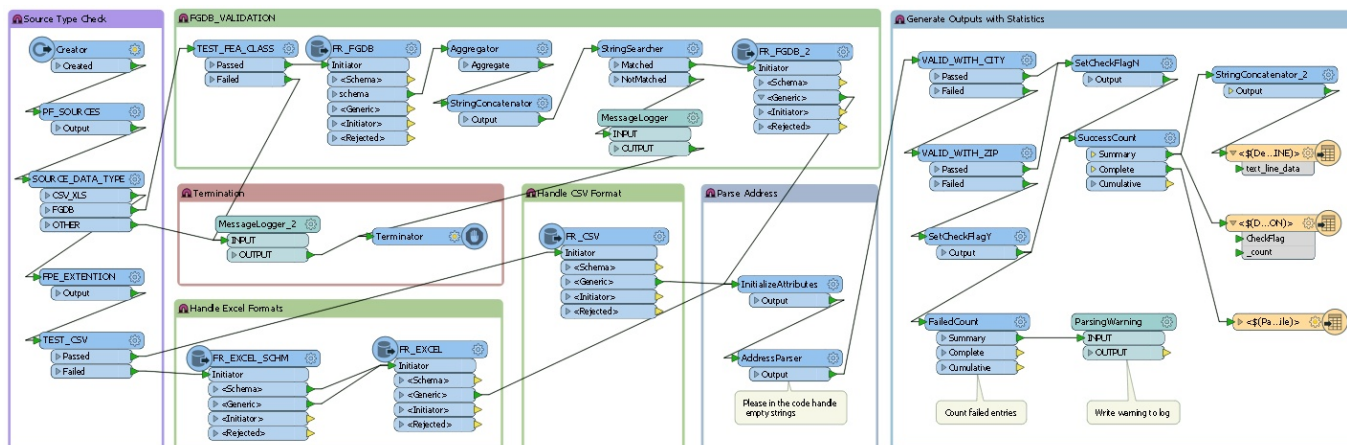 Source Type Check
Creator
Created
PF_SOURCES
Output
SOURCE_DATA_TYPE
CSV_XLS
FGDB
OTHER
FPE_EXTENTION
Output
TEST_CSV
Passed
Failed
FGDB_VALIDATION
TEST_FEA_CLASS
Passed
Failed
FR_FGDB
Initiator
<Schema>
schema
<Generic>
<Initiator>
<Rejected>
Aggregator
Aggregate
StringConcatenator
Output
StringSearcher
Matched
NotMatched
MessageLogger
INPUT
OUTPUT
FR_FGDB_2
Initiator
<Schema>
<Generic>
<Initiator>
<Rejected>
Termination
MessageLogger_2
INPUT
OUTPUT
Terminator
Handle Excel Formats
FR_EXCEL_SCHM
Initiator
<Schema>
<Generic>
<Initiator>
<Rejected>
FR_EXCEL
Initiator
<Schema>
<Generic>
<Initiator>
<Rejected>
Handle CSV Format
FR_CSV
Initiator
<Schema>
<Generic>
<Initiator>
<Rejected>
Parse Address
InitializeAttributes
Output
AddressParser
Output
Please in the code handle
empty strings
Generate Outputs with Statistics
VALID_WITH_CITY
Passed
Failed
VALID_WITH_ZIP
Passed
Failed
SetCheckFlagY
Output
FailedCount
Summary
Complete
Cumulative
Count failed entries
SetCheckFlagN
Output
SuccessCount
Summary
Complete
Cumulative
ParsingWarning
INPUT
OUTPUT
Write warning to log
StringConcatenator_2
Output
<$(De...INE)>
text_line_data
<$(D...ON)>
CheckFlag
_count
<$(Pa...ile)>